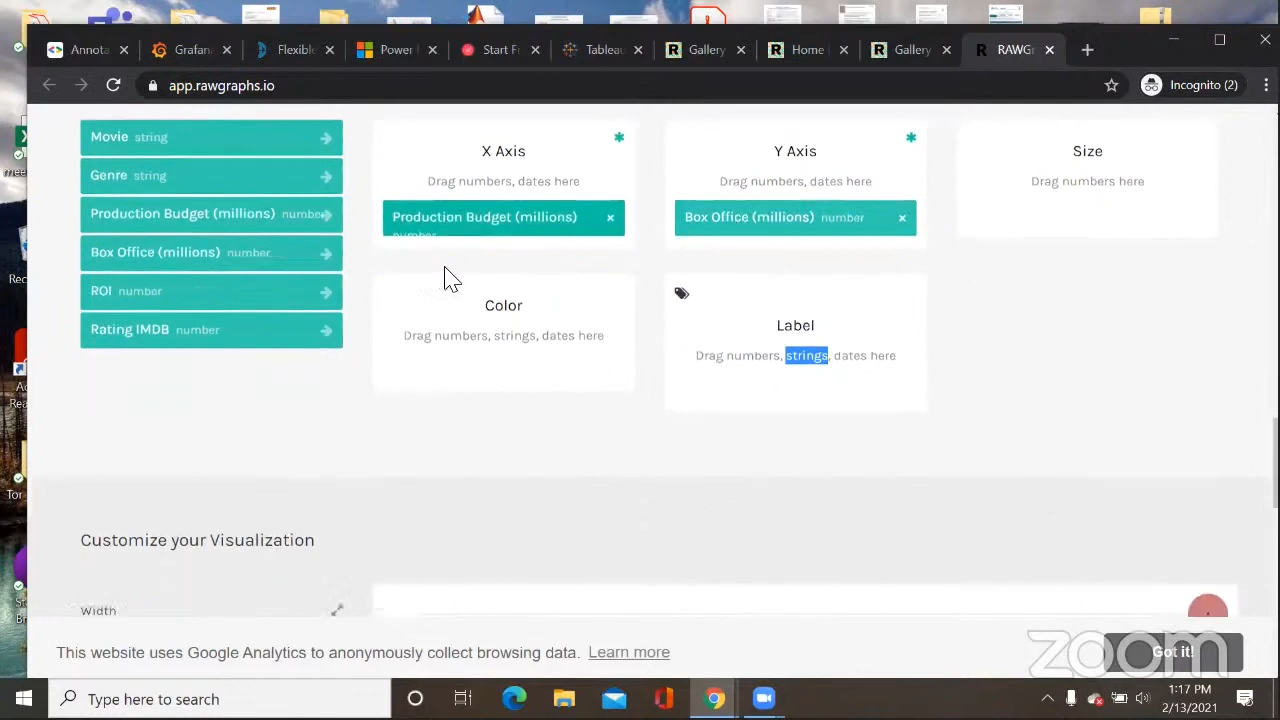 Annota
Grafan
Flexible
Power
Start Fr
Tableau
Gallery
Home
Gallery
RAWGr
app.rawgraphs.io
Incognito (2)
Movie string
Genre string
Production Budget (millions) number
Box Office (millions) number
ROI number
Rating IMDB number
X Axis
Drag numbers, dates here
Production Budget (millions)
number
Y Axis
Drag numbers, dates here
Box Office (millions) number
Size
Drag numbers here
Color
Drag numbers, strings, dates here
Label
Drag numbers, strings, dates here
Customize your Visualization
Width
This website uses Google Analytics to anonymously collect browsing data. Learn more
Got it!
zoom
Type here to search
1:17 PM
2/13/2021